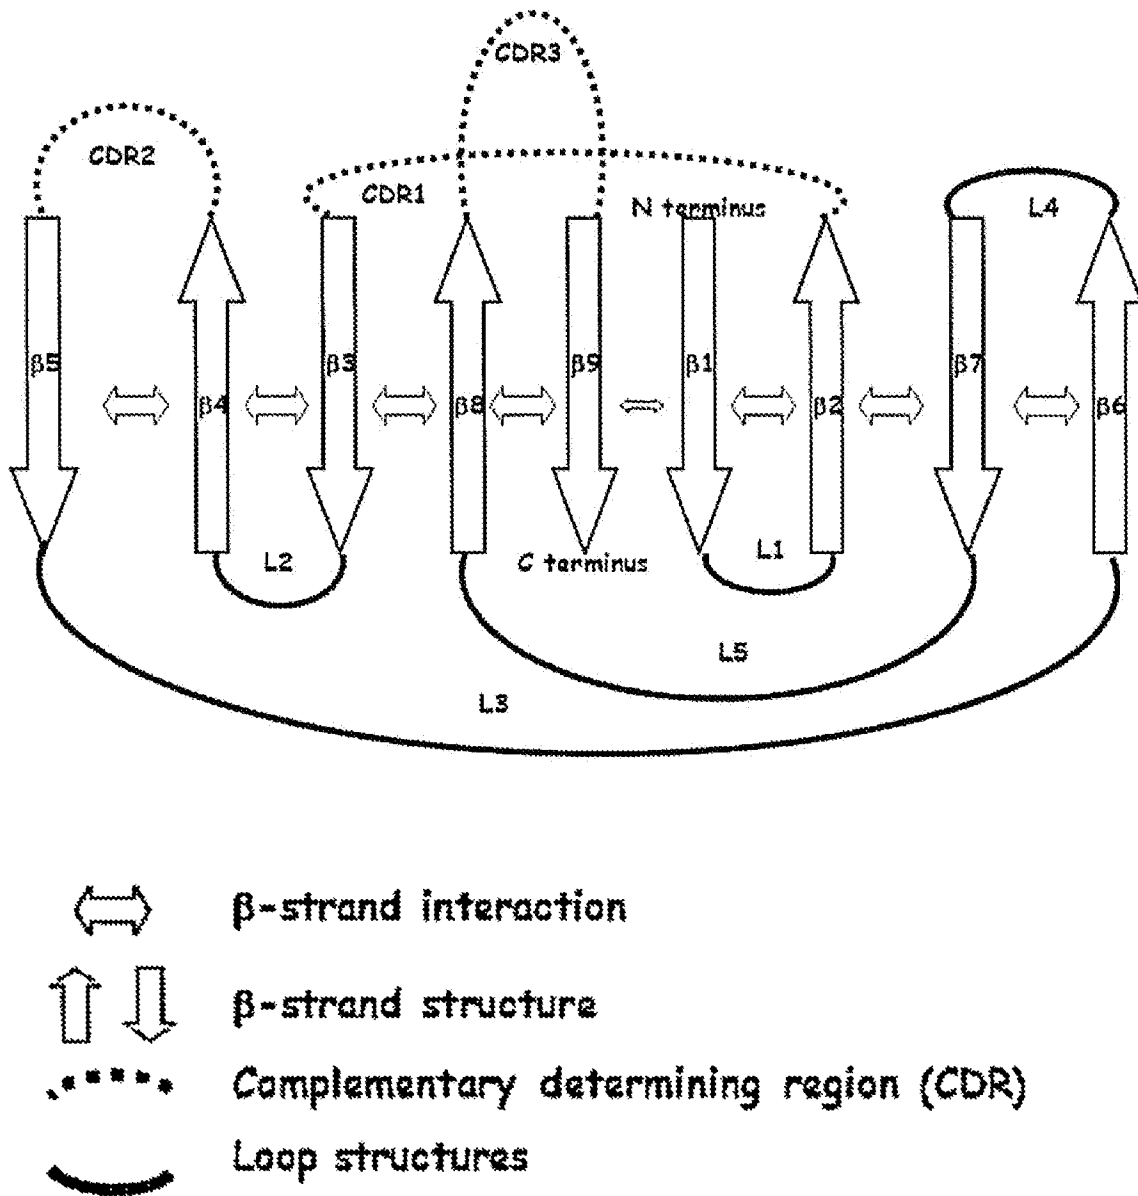 CDR3
CDR2
CDR1
N terminus
L4
β5
β4
β3
β8
β9
β1
β2
β7
β6
L2
C terminus
L1
L5
L3
β-strand interaction
β-strand structure
Complementary determining region (CDR)
Loop structures